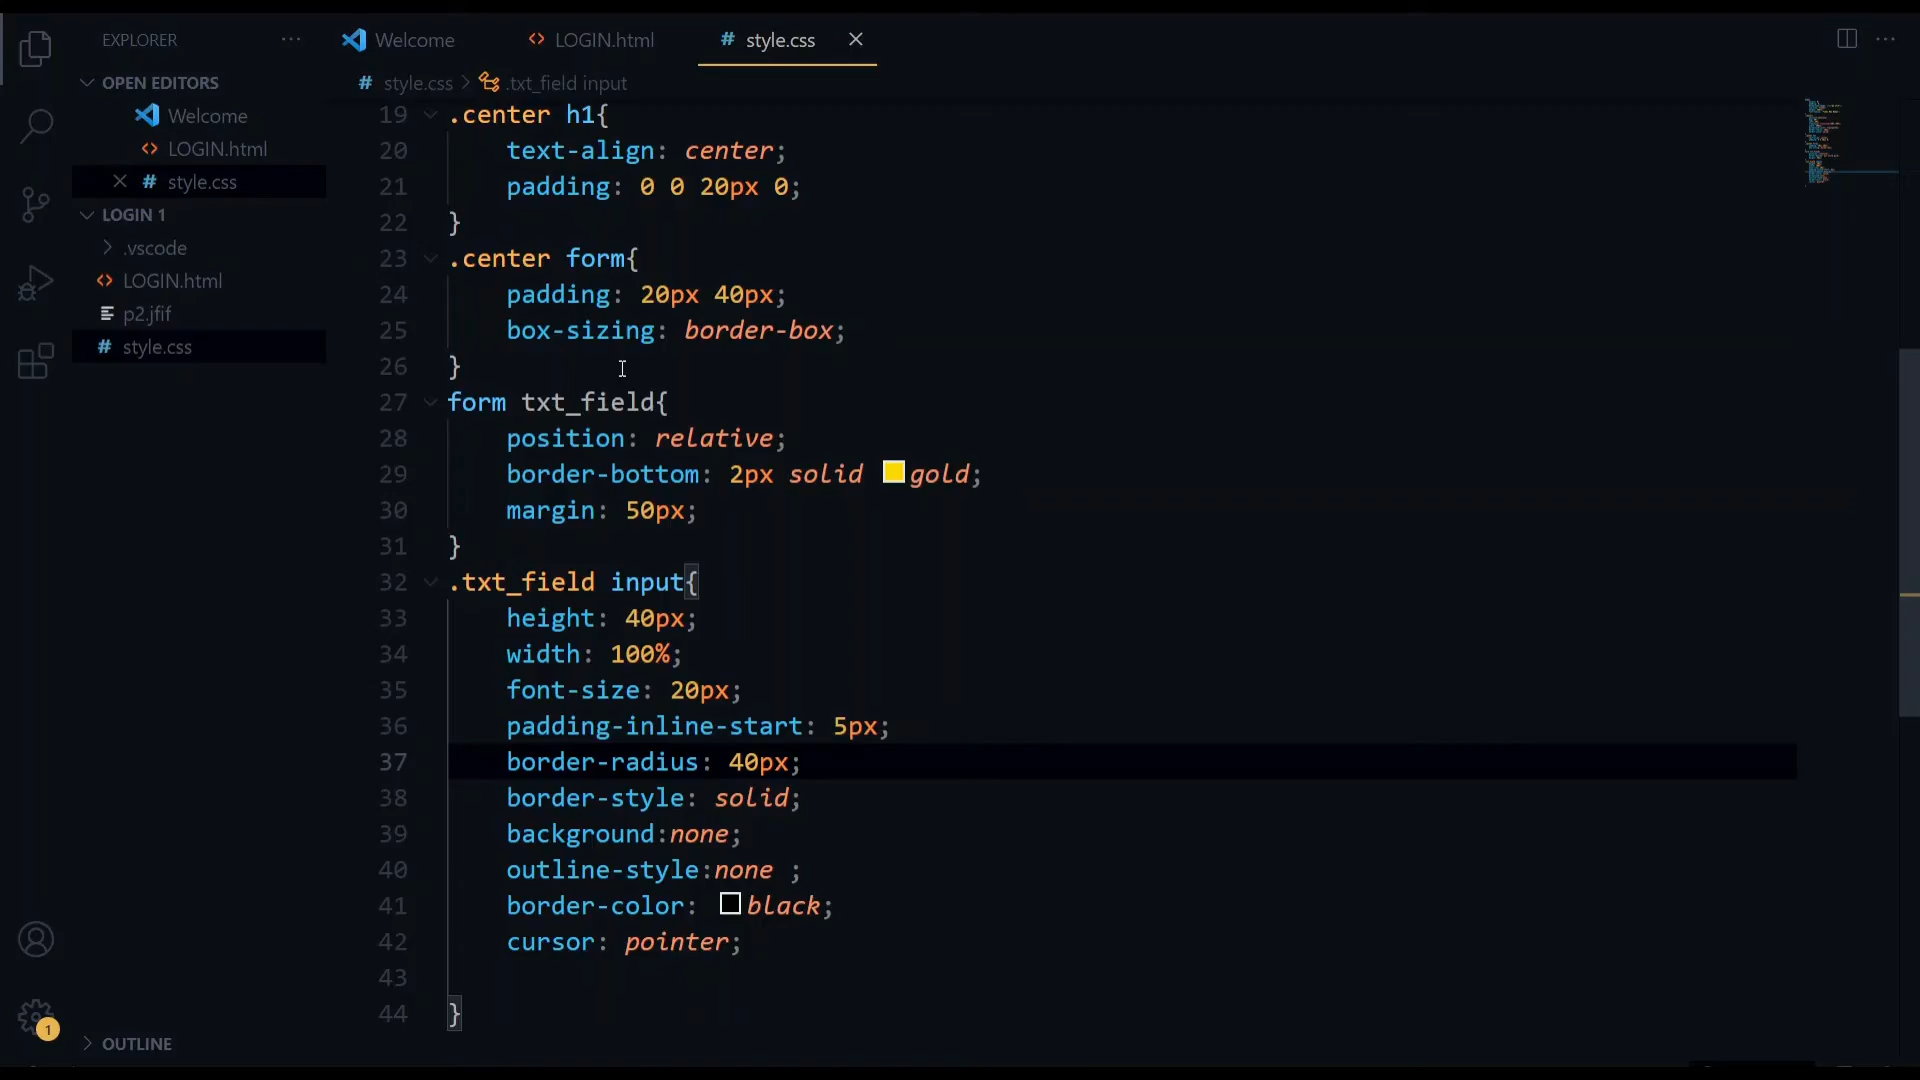 EXPLORER
Welcome
LOGIN.html
# style.css
OPEN EDITORS
Welcome
LOGIN.html
# style.css
LOGIN 1
.vscode
LOGIN.html
p2.jfif
# style.css
OUTLINE
1
# style.css > .txt_field input
19 .center h1{
20 text-align: center;
21 padding: 0 0 20px 0;
22 }
23 .center form{
24 padding: 20px 40px;
25 box-sizing: border-box;
26 }
27 form txt_field{
28 position: relative;
29 border-bottom: 2px solid gold;
30 margin: 50px;
31 }
32 .txt_field input{
33 height: 40px;
34 width: 100%;
35 font-size: 20px;
36 padding-inline-start: 5px;
37 border-radius: 40px;
38 border-style: solid;
39 background:none;
40 outline-style:none ;
41 border-color: black;
42 cursor: pointer;
43
44 }